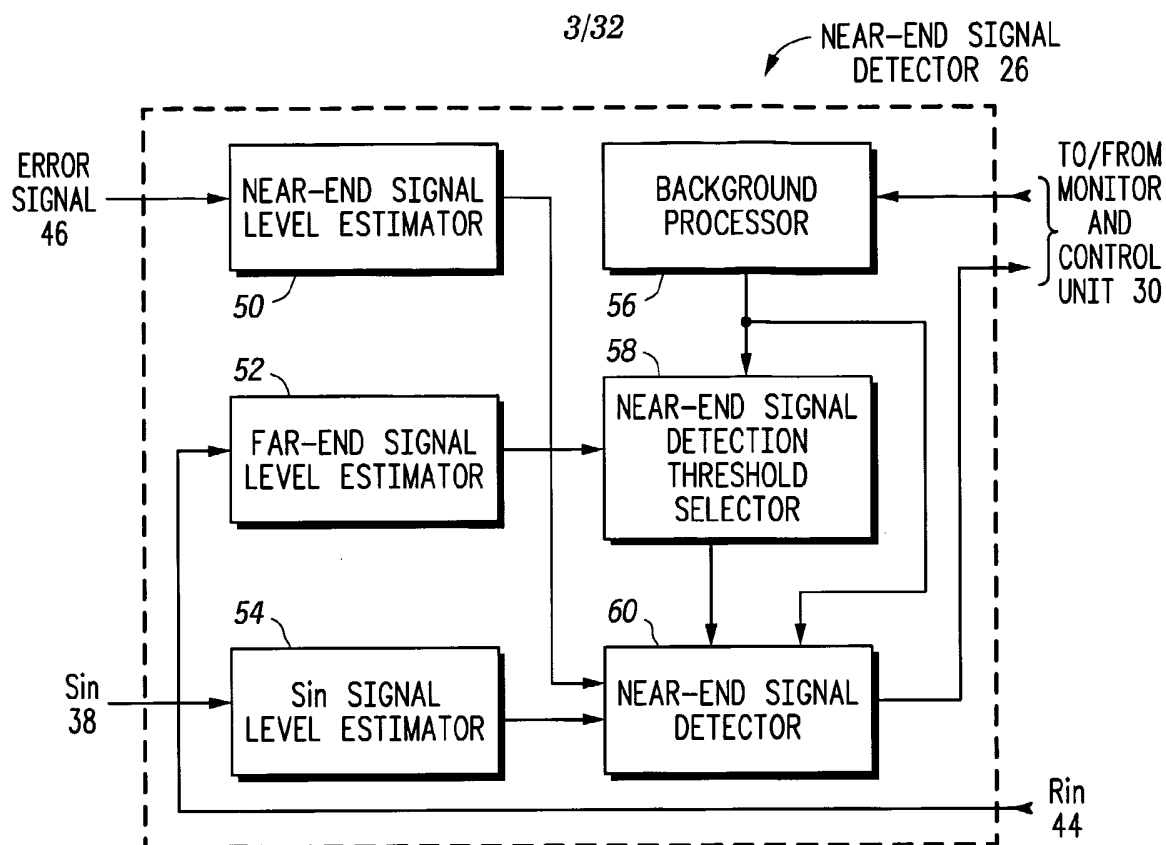 3/32
NEAR-END SIGNAL
DETECTOR 26
ERROR
SIGNAL
46
NEAR-END SIGNAL
LEVEL ESTIMATOR
50
BACKGROUND
PROCESSOR
56
TO/FROM
MONITOR
AND
CONTROL
UNIT 30
52
FAR-END SIGNAL
LEVEL ESTIMATOR
58
NEAR-END SIGNAL
DETECTION
THRESHOLD
SELECTOR
54
Sin SIGNAL
LEVEL ESTIMATOR
60
NEAR-END SIGNAL
DETECTOR
Sin
38
Rin
44